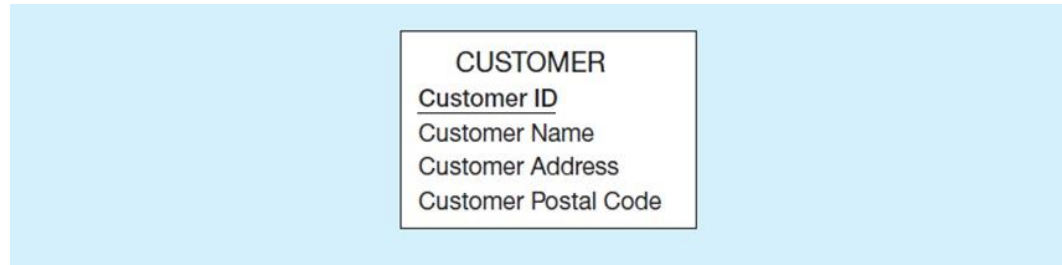 CUSTOMER
Customer ID
Customer Name
Customer Address
Customer Postal Code